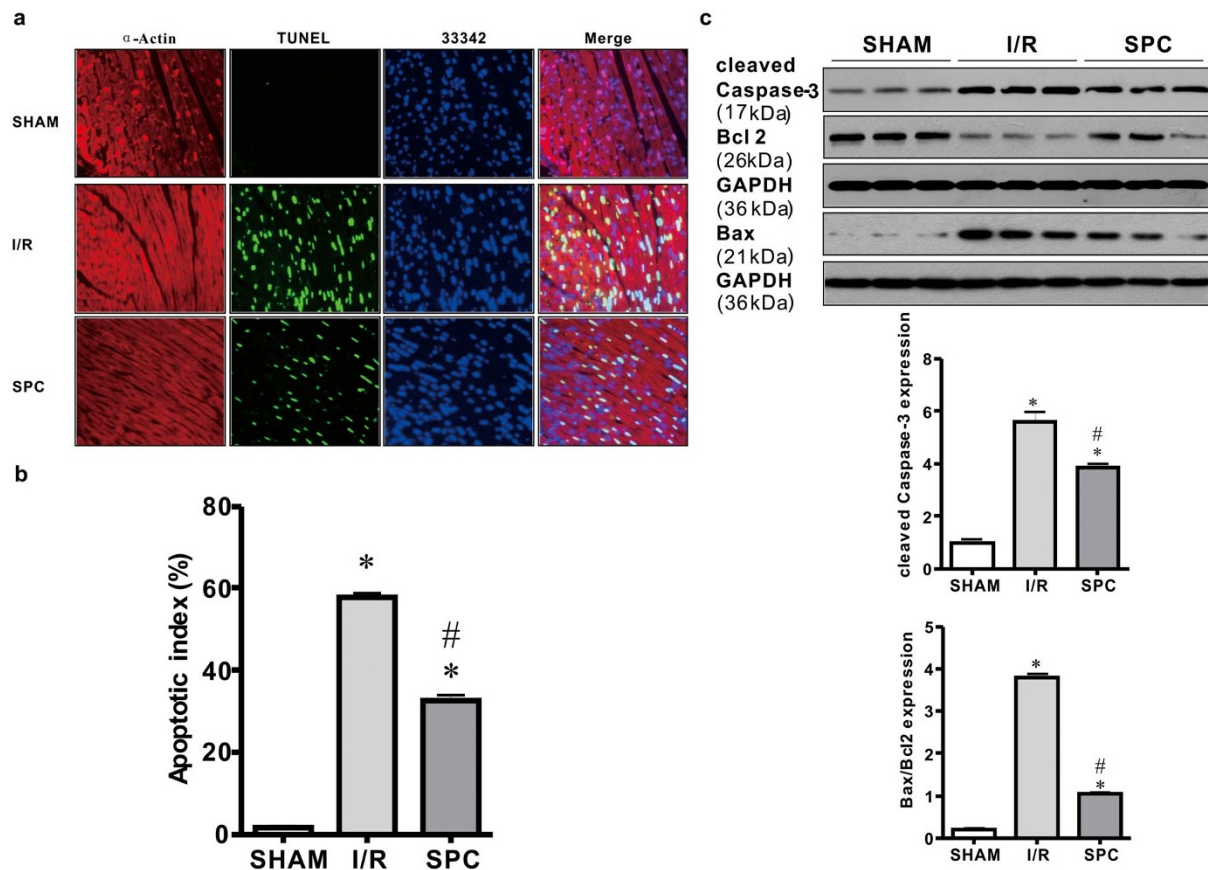 a
α-Actin TUNEL 33342 Merge
SHAM
I/R
SPC
b
80
60
40
20
0
Apoptotic index (%)
*
#
*
SHAM I/R SPC
c
SHAM I/R SPC
cleaved
Caspase-3
(17kDa)
Bcl 2
(26kDa)
GAPDH
(36kDa)
Bax
(21kDa)
GAPDH
(36kDa)
8
6
4
2
0
cleaved Caspase-3 expression
*
#
*
SHAM I/R SPC
5
4
3
2
1
0
Bax/Bcl2 expression
*
#
*
SHAM I/R SPC